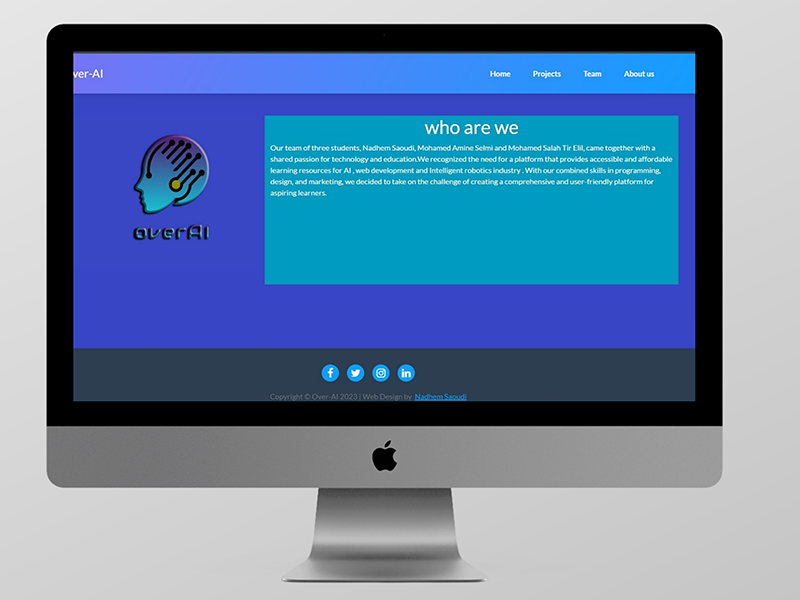 ver-AI
Home Projects Team About us
who are we
Our team of three students, Nadhem Saoudi, Mohamed Amine Selmi and Mohamed Salah Tir Elil, came together with a
shared passion for technology and education.We recognized the need for a platform that provides accessible and affordable
learning resources for AI , web development and Intelligent robotics industry . With our combined skills in programming,
design, and marketing, we decided to take on the challenge of creating a comprehensive and user-friendly platform for
aspiring learners.
overAI
Copyright © Over-AI 2023 | Web Design by Nadhem Saoudi